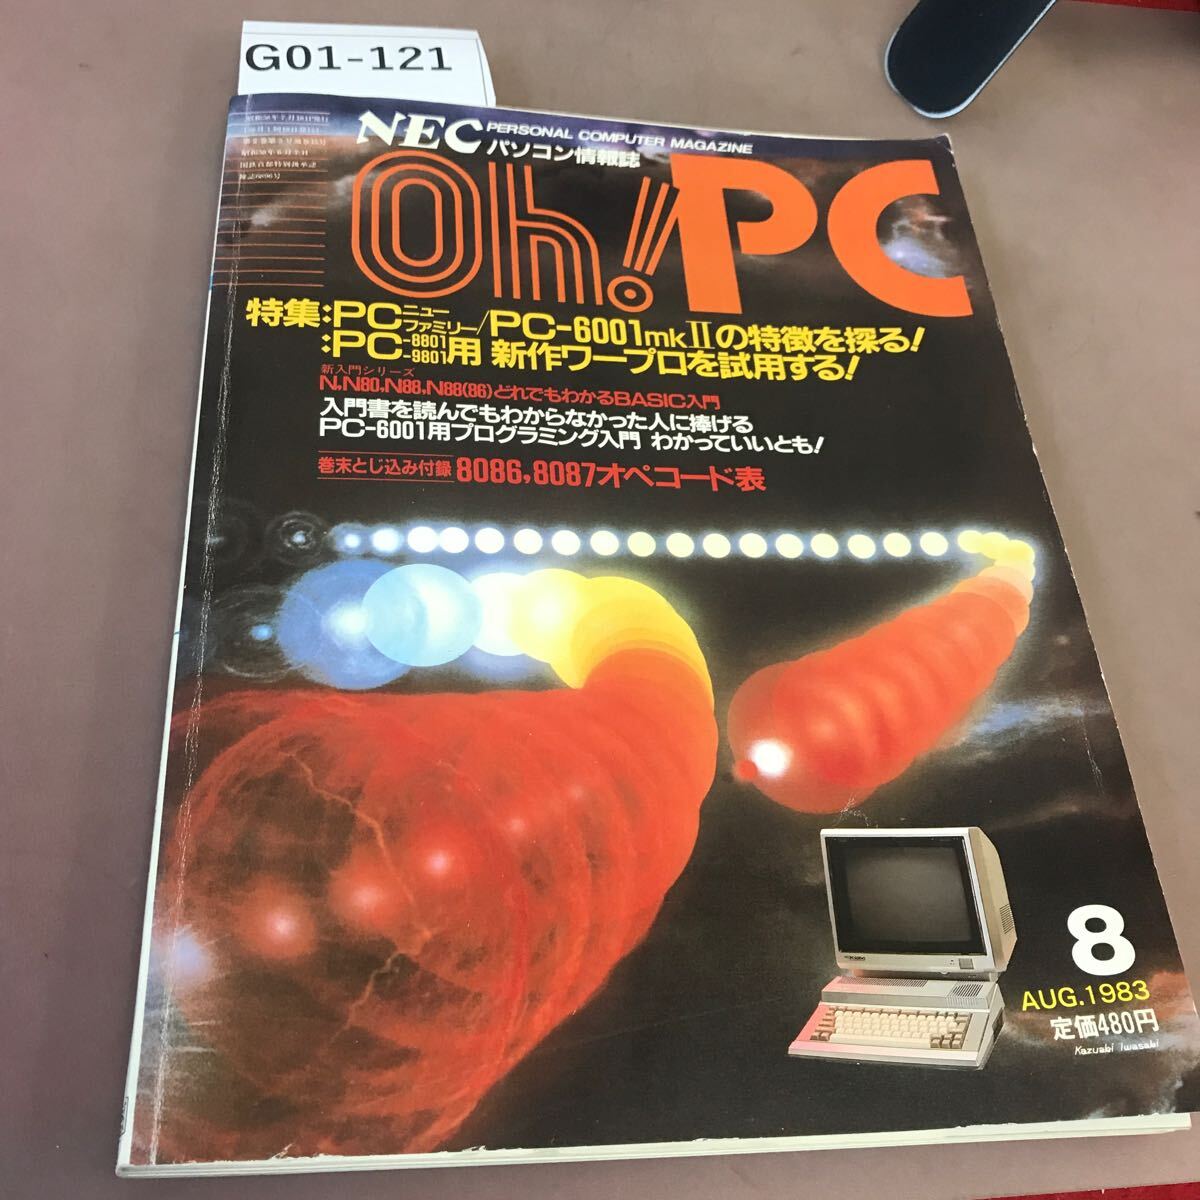 G01-121
NEC PERSONAL COMPUTER MAGAZINE
パソコン情報誌
Oh!PC
特集:PCニューファミリー/PC-6001mkⅡの特徴を探る!
:PC-8801-9801用 新作ワープロを試用する!
新入門シリーズ
N,N80,N88,N88(86)どれでもわかるBASIC入門
入門書を読んでもわからなかった人に捧げる
PC-6001用プログラミング入門 わかっていいとも!
巻末とじ込み付録 8086,8087オペコード表
8
AUG.1983
定価480円
Kazuaki Iwasaki